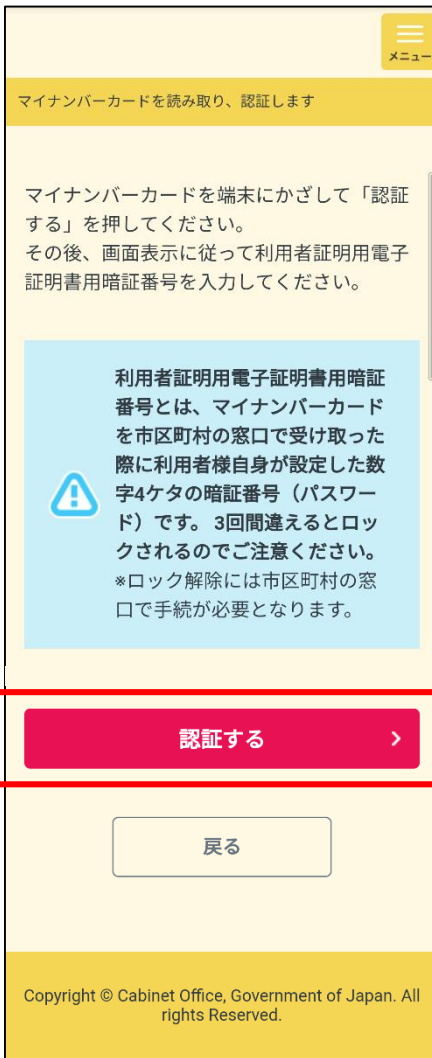 メニュー
マイナンバーカードを読み取り、認証します
マイナンバーカードを端末にかざして「認証
する」を押してください。
その後、画面表示に従って利用者証明用電子
証明書用暗証番号を入力してください。
利用者証明用電子証明書用暗証
番号とは、マイナンバーカード
を市区町村の窓口で受け取った
際に利用者様自身が設定した数
字4ケタの暗証番号（パスワー
ド）です。 3回間違えるとロッ
クされるのでご注意ください。
※ロック解除には市区町村の窓
口で手続が必要となります。
認証する
戻る
Copyright © Cabinet Office, Government of Japan. All
rights Reserved.